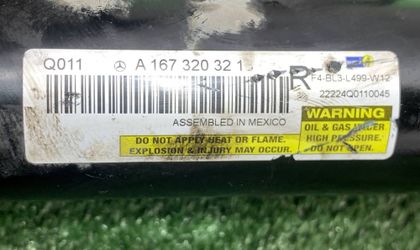 Q011 A 167 320 32 1
R
F4-BL3-L499-W12
22224Q0110045
ASSEMBLED IN MEXICO
DO NOT APPLY HEAT OR FLAME.
EXPLOSION & INJURY MAY OCCUR.
WARNING
OIL & GAS UNDER
HIGH PRESSURE.
DO NOT OPEN.